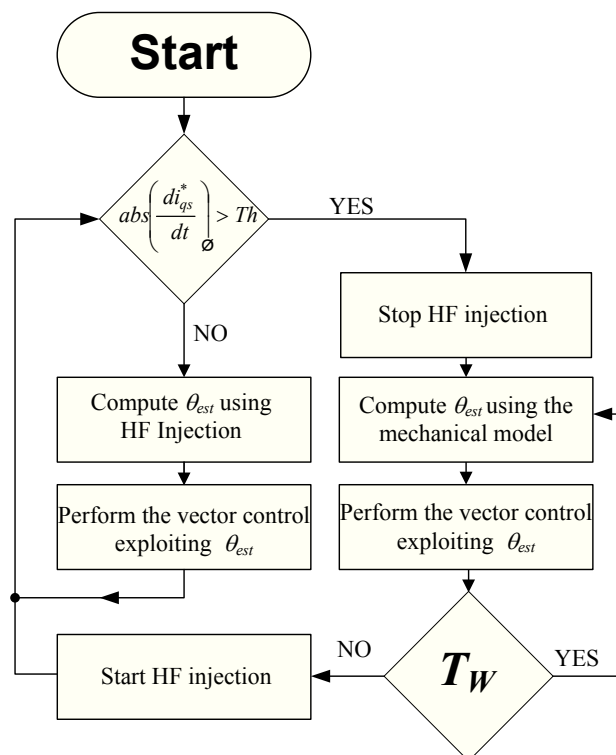 Start
abs(di*qs/dt)Ø > Th
YES
NO
Stop HF injection
Compute θest using
HF Injection
Compute θest using the
mechanical model
Perform the vector control
exploiting θest
Perform the vector control
exploiting θest
NO
YES
Start HF injection
TW